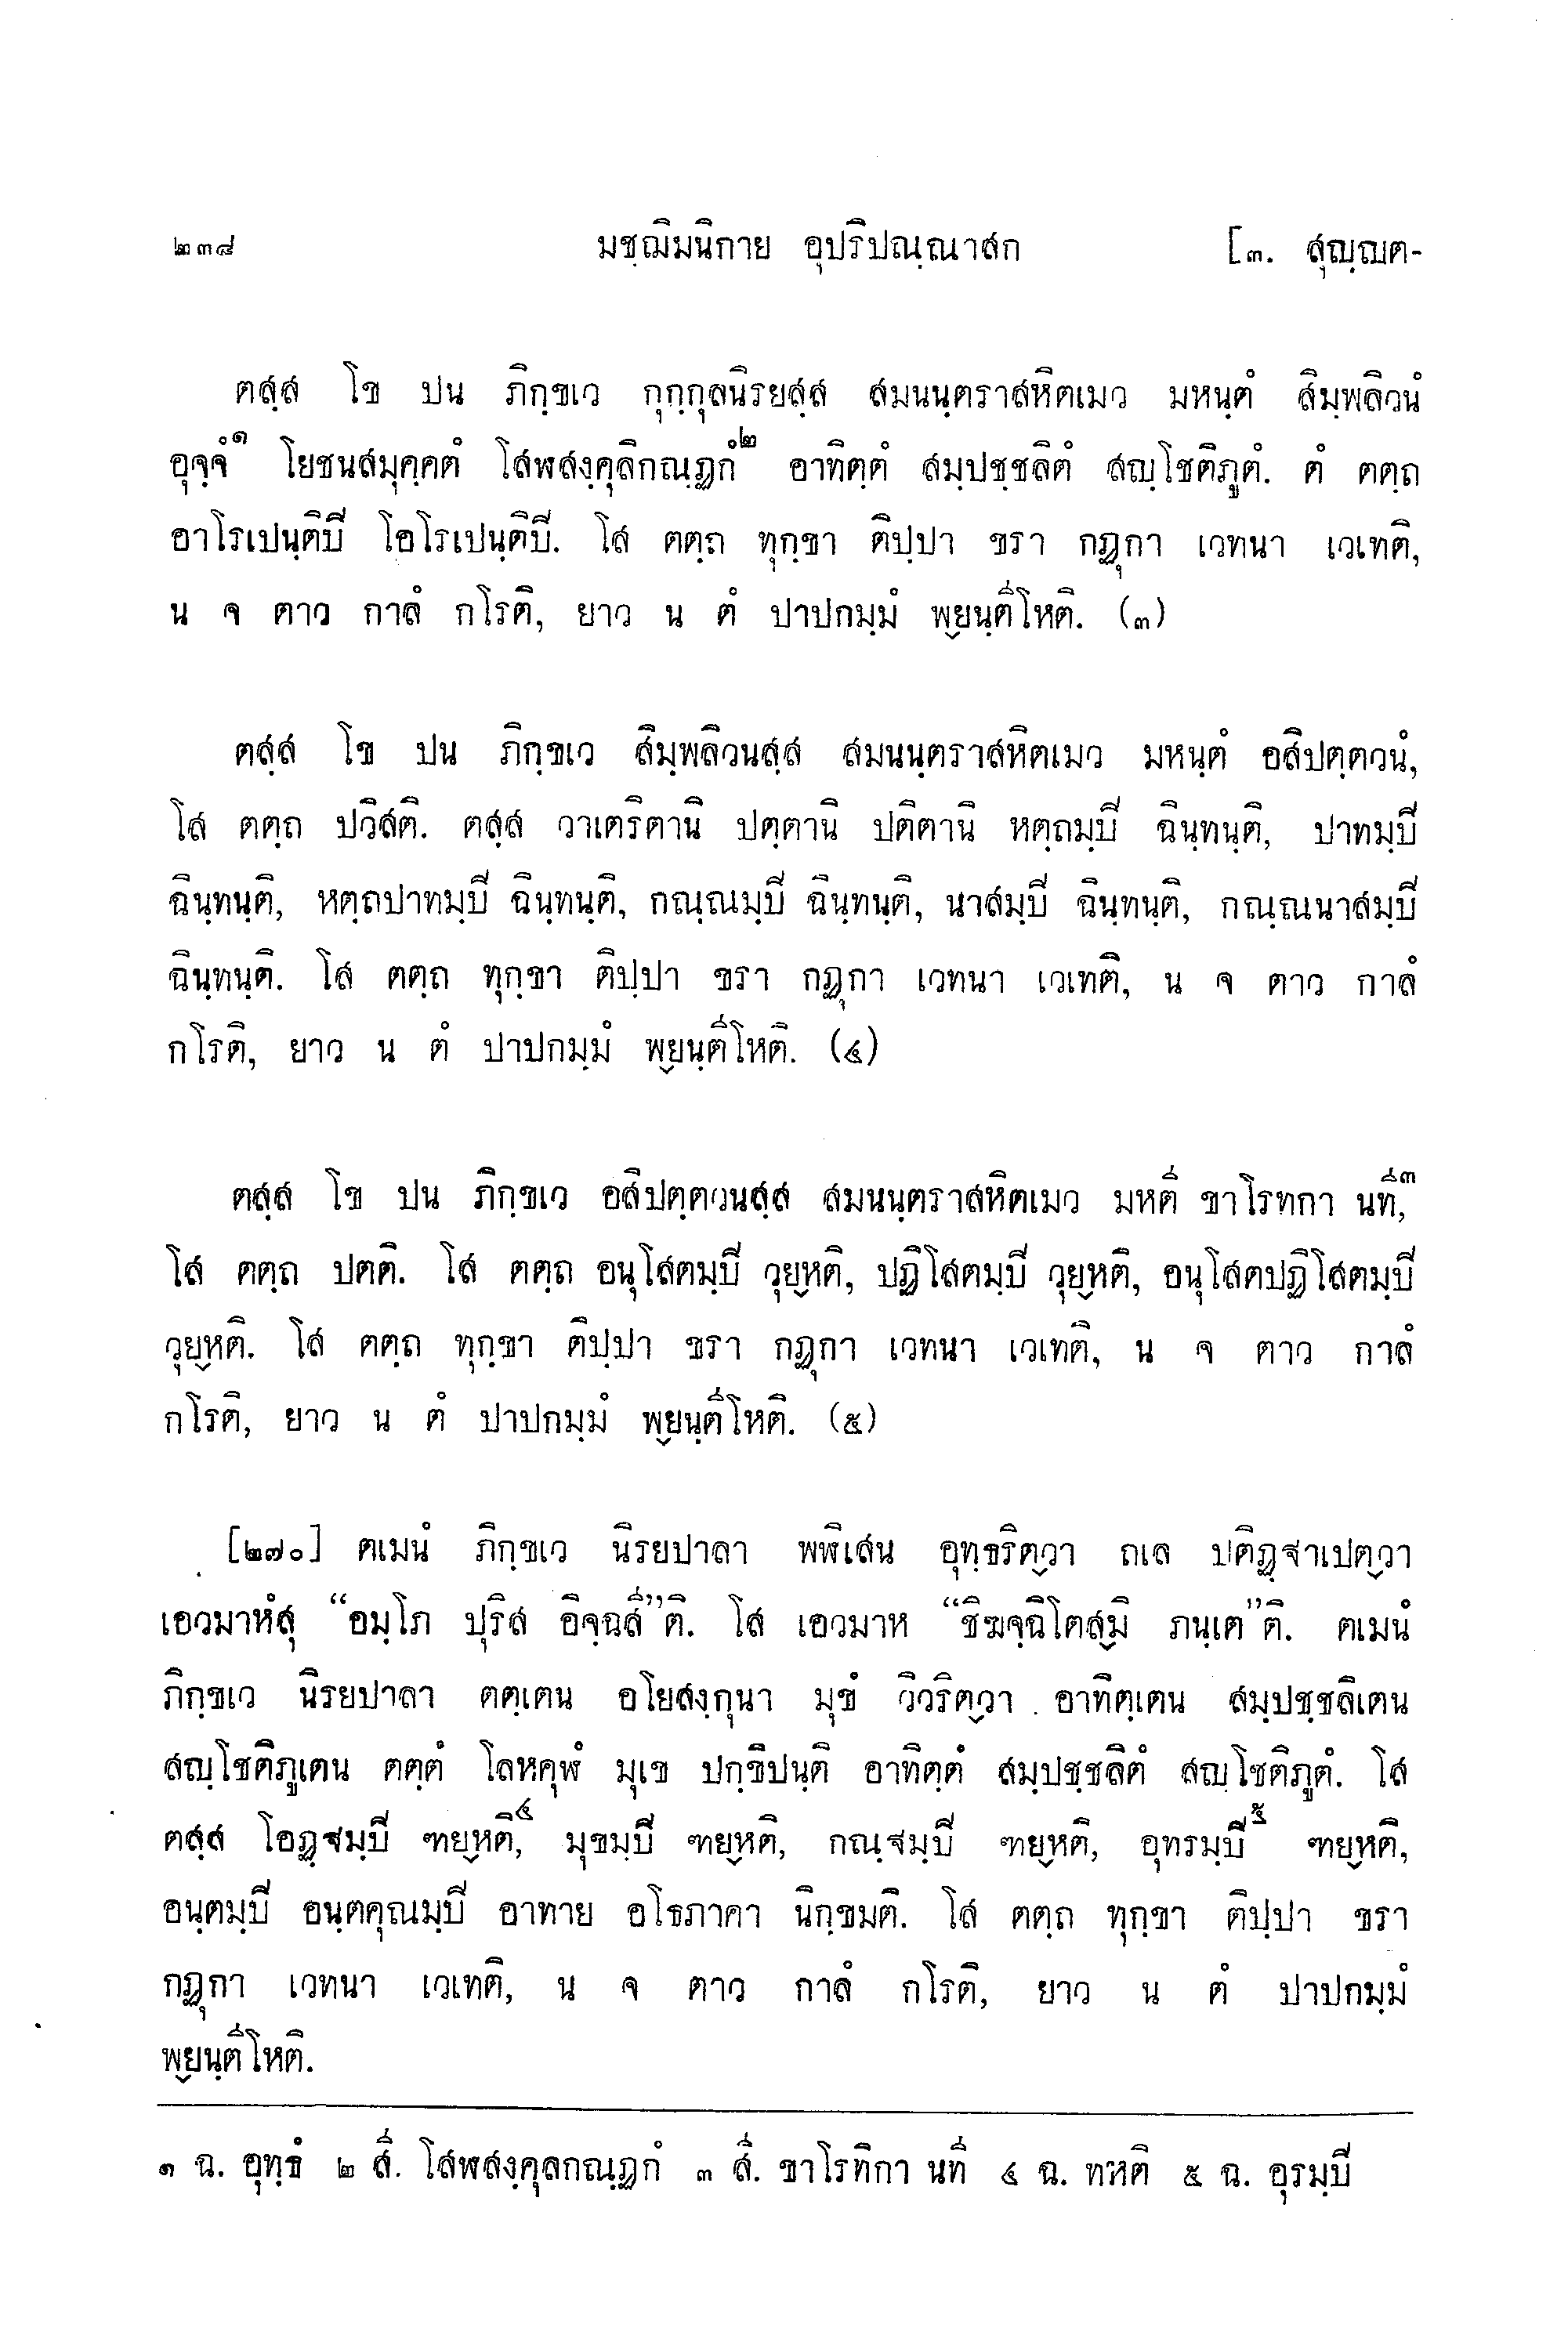 ๒๓๘ มชฺฌิมนิกาย อุปริปณฺณาสก [๓. สุญฺญต-
ตสฺส โข ปน ภิกฺขเว กุกฺกุลนิรยสฺส สมนนฺตราสหิตเมว มหนฺตํ สิมฺพลิวนํ
อุจฺจํ๑ โยชนสมุคฺคตํ โสฬสงฺคุลิกณฺฏกํ๒ อาทิตฺตํ สมฺปชฺชลิตํ สญฺโชติภูตํ. ตํ ตตฺถ
อาโรเปนฺติปิ โอโรเปนฺติปิ. โส ตตฺถ ทุกฺขา ติปฺปา ขรา กฏุกา เวทนา เวเทติ,
น จ ตาว กาลํ กโรติ, ยาว น ตํ ปาปกมฺมํ พฺยนฺตีโหติ. (๓)
ตสฺส โข ปน ภิกฺขเว สิมฺพลิวนสฺส สมนนฺตราสหิตเมว มหนฺตํ อสิปตฺตวนํ,
โส ตตฺถ ปวิสติ. ตสฺส วาเตริตานิ ปตฺตานิ ปติตานิ หตฺถมฺปิ ฉินฺทนฺติ, ปาทมฺปิ
ฉินฺทนฺติ, หตฺถปาทมฺปิ ฉินฺทนฺติ, กณฺณมฺปิ ฉินฺทนฺติ, นาสมฺปิ ฉินฺทนฺติ, กณฺณนาสมฺปิ
ฉินฺทนฺติ. โส ตตฺถ ทุกฺขา ติปฺปา ขรา กฏุกา เวทนา เวเทติ, น จ ตาว กาลํ
กโรติ, ยาว น ตํ ปาปกมฺมํ พฺยนฺตีโหติ. (๔)
ตสฺส โข ปน ภิกฺขเว อสิปตฺตวนสฺส สมนนฺตราสหิตเมว มหตี ขาโรทกา นที,๓
โส ตตฺถ ปตติ. โส ตตฺถ อนุโสตมฺปิ วุยฺหติ, ปฏิโสตมฺปิ วุยฺหติ, อนุโสตปฏิโสตมฺปิ
วุยฺหติ. โส ตตฺถ ทุกฺขา ติปฺปา ขรา กฏุกา เวทนา เวเทติ, น จ ตาว กาลํ
กโรติ, ยาว น ตํ ปาปกมฺมํ พฺยนฺตีโหติ. (๕)
[๒๗๐] ตเมนํ ภิกฺขเว นิรยปาลา พฬิเสน อุทฺธริตฺวา ถเล ปติฏฺฐาเปตฺวา
เอวมาหํสุ “อมฺโภ ปุริส อิจฺฉสี”ติ. โส เอวมาห “ชิฆจฺฉิโตสฺมิ ภนฺเต”ติ. ตเมนํ
ภิกฺขเว นิรยปาลา ตตฺเตน อโยสงฺกุนา มุขํ วิวริตฺวา อาทิตฺเตน สมฺปชฺชลิเตน
สญฺโชติภูเตน ตตฺตํ โลหคุฬํ มุเข ปกฺขิปนฺติ อาทิตฺตํ สมฺปชฺชลิตํ สญฺโชติภูตํ. โส
ตสฺส โอฏฺฐมฺปิ ฑยฺหติ,๔ มุขมฺปิ ฑยฺหติ, กณฺฐมฺปิ ฑยฺหติ, อุทรมฺปิ๕ ฑยฺหติ,
อนฺตมฺปิ อนฺตคุณมฺปิ อาทาย อโธภาคา นิกฺขมติ. โส ตตฺถ ทุกฺขา ติปฺปา ขรา
กฏุกา เวทนา เวเทติ, น จ ตาว กาลํ กโรติ, ยาว น ตํ ปาปกมฺมํ
พฺยนฺตีโหติ.
๑ ฉ. อุทฺธํ ๒ สี. โสฬสงฺคุลกณฺฏกํ ๓ สี. ขาโรทิกา นที ๔ ฉ. ทหติ ๕ ฉ. อุรมฺปิ